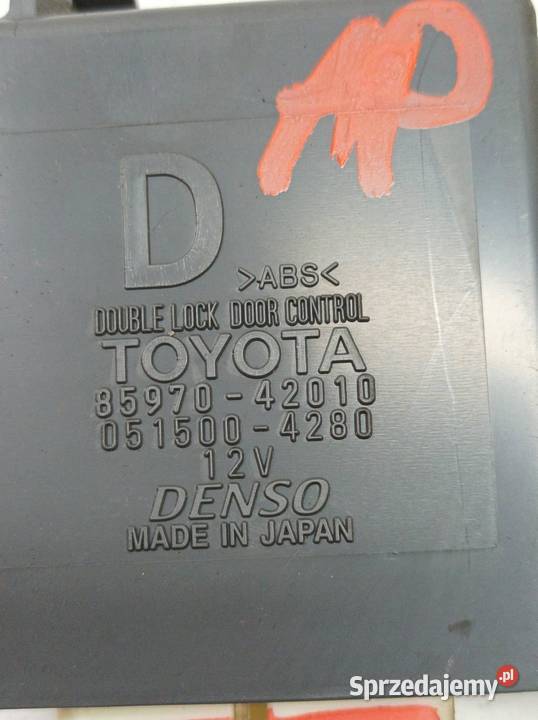 AP
D
>ABS<
DOUBLE LOCK DOOR CONTROL
TOYOTA
85970-42010
051500-4280
12V
DENSO
MADE IN JAPAN
Sprzedajemy.pl